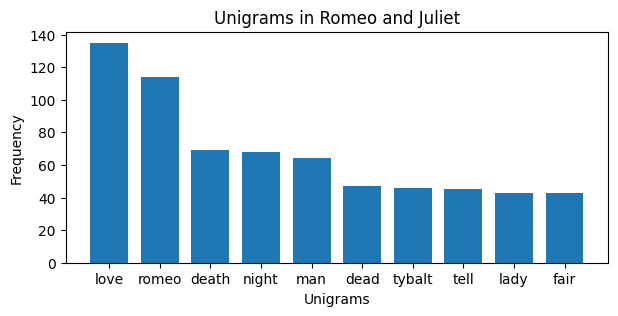 Unigrams in Romeo and Juliet
140
120
100
80
60
40
20
0
Frequency
love romeo death night man dead tybalt tell lady fair
Unigrams